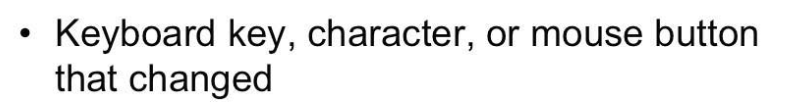 • Keyboard key, character, or mouse button
that changed